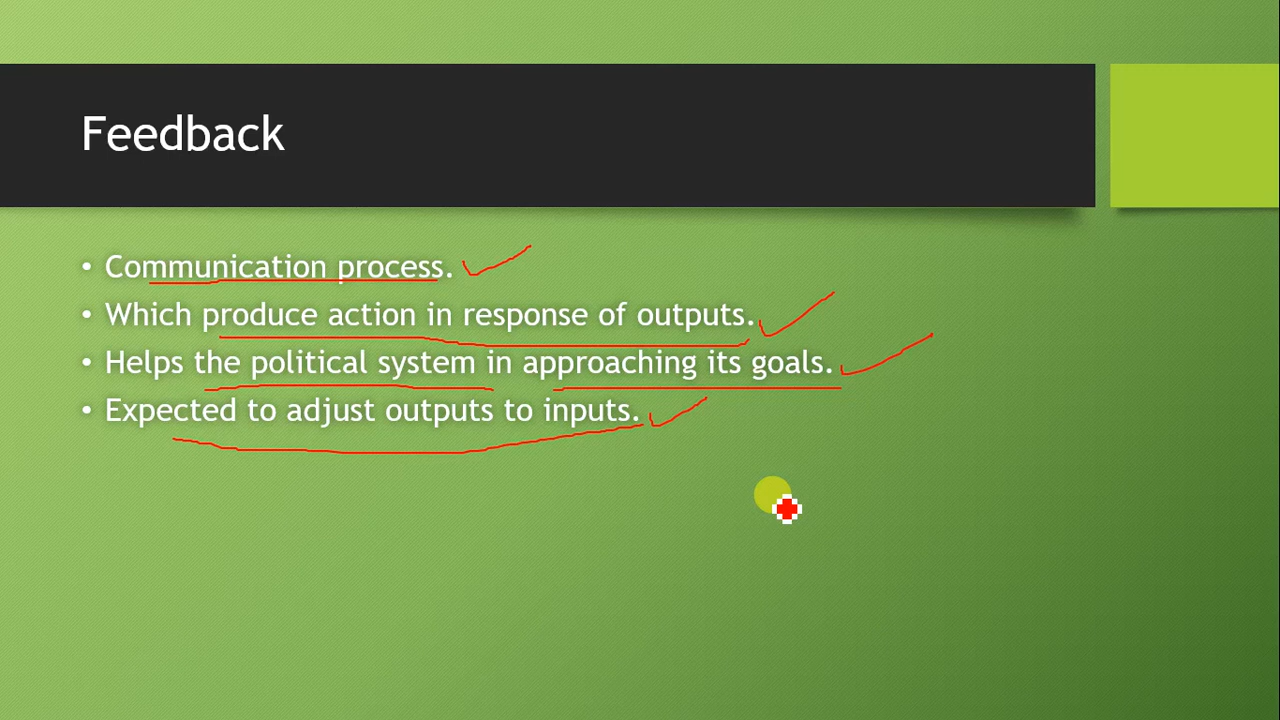 Feedback
• Communication process.
• Which produce action in response of outputs.
• Helps the political system in approaching its goals.
• Expected to adjust outputs to inputs.